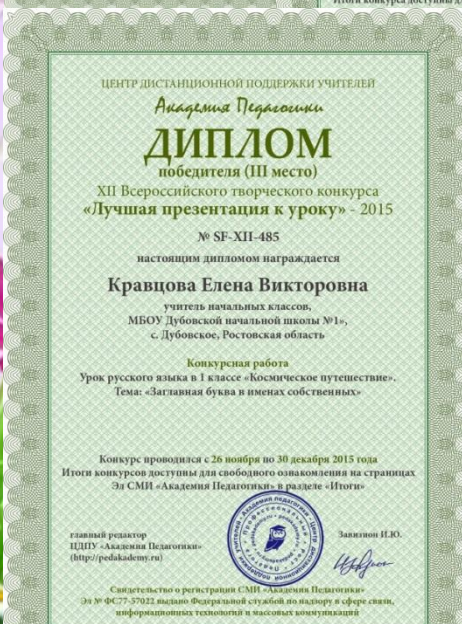 Итоги конкурса доступны д
ЦЕНТР ДИСТАНЦИОННОЙ ПОДДЕРЖКИ УЧИТЕЛЕЙ
Академия Педагогики
ДИПЛОМ
победителя (III место)
XII Всероссийского творческого конкурса
«Лучшая презентация к уроку» - 2015
№ SF-XII-485
настоящим дипломом награждается
Кравцова Елена Викторовна
учитель начальных классов,
МБОУ Дубовской начальной школы №1»,
с. Дубовское, Ростовская область
Конкурсная работа
Урок русского языка в 1 классе «Космическое путешествие».
Тема: «Заглавная буква в именах собственных»
Конкурс проводился с 26 ноября по 30 декабря 2015 года
Итоги конкурсов доступны для свободного ознакомления на страницах
Эл СМИ «Академия Педагогики» в разделе «Итоги»
главный редактор
ЦДПУ «Академия Педагогики»
(http://pedakademy.ru)
Завизион И.Ю.
Свидетельство о регистрации СМИ «Академия Педагогики»
Эл № ФС77-57022 выдано Федеральной службой по надзору в сфере связи,
информационных технологий и массовых коммуникаций